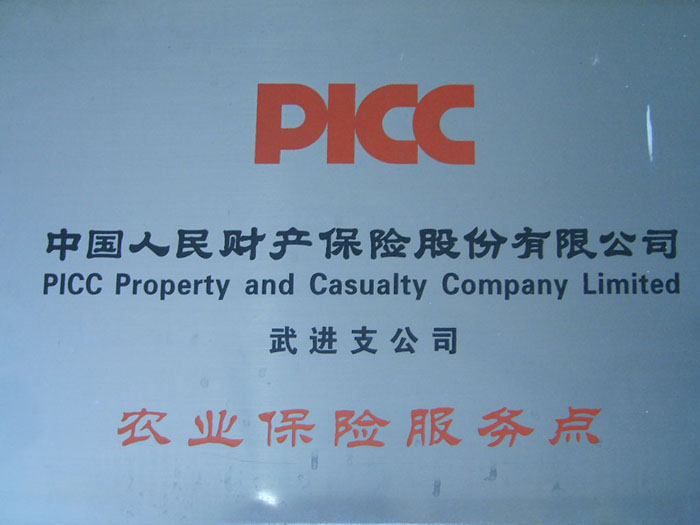 PICC
中国人民财产保险股份有限公司
PICC Property and Casualty Company Limited
武进支公司
农业保险服务点